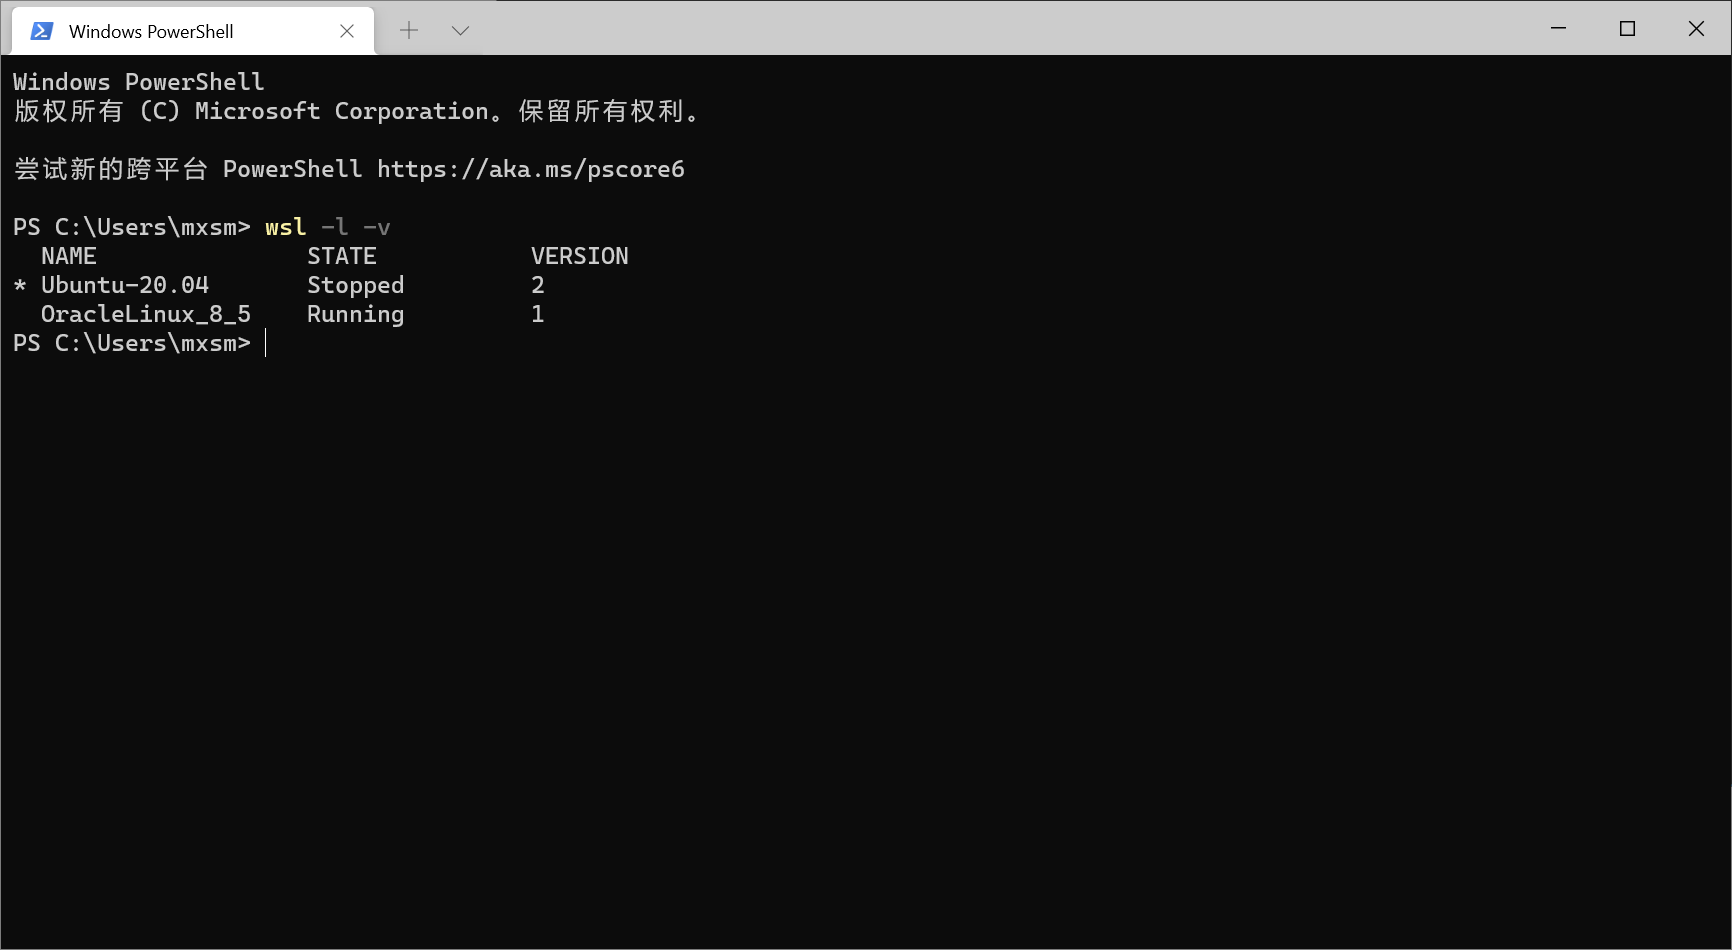 Windows PowerShell
Windows PowerShell
版权所有 (C) Microsoft Corporation。保留所有权利。
尝试新的跨平台 PowerShell https://aka.ms/pscore6
PS C:\Users\mxsm> wsl -l -v
  NAME               STATE           VERSION
* Ubuntu-20.04       Stopped         2
  OracleLinux_8_5    Running         1
PS C:\Users\mxsm>